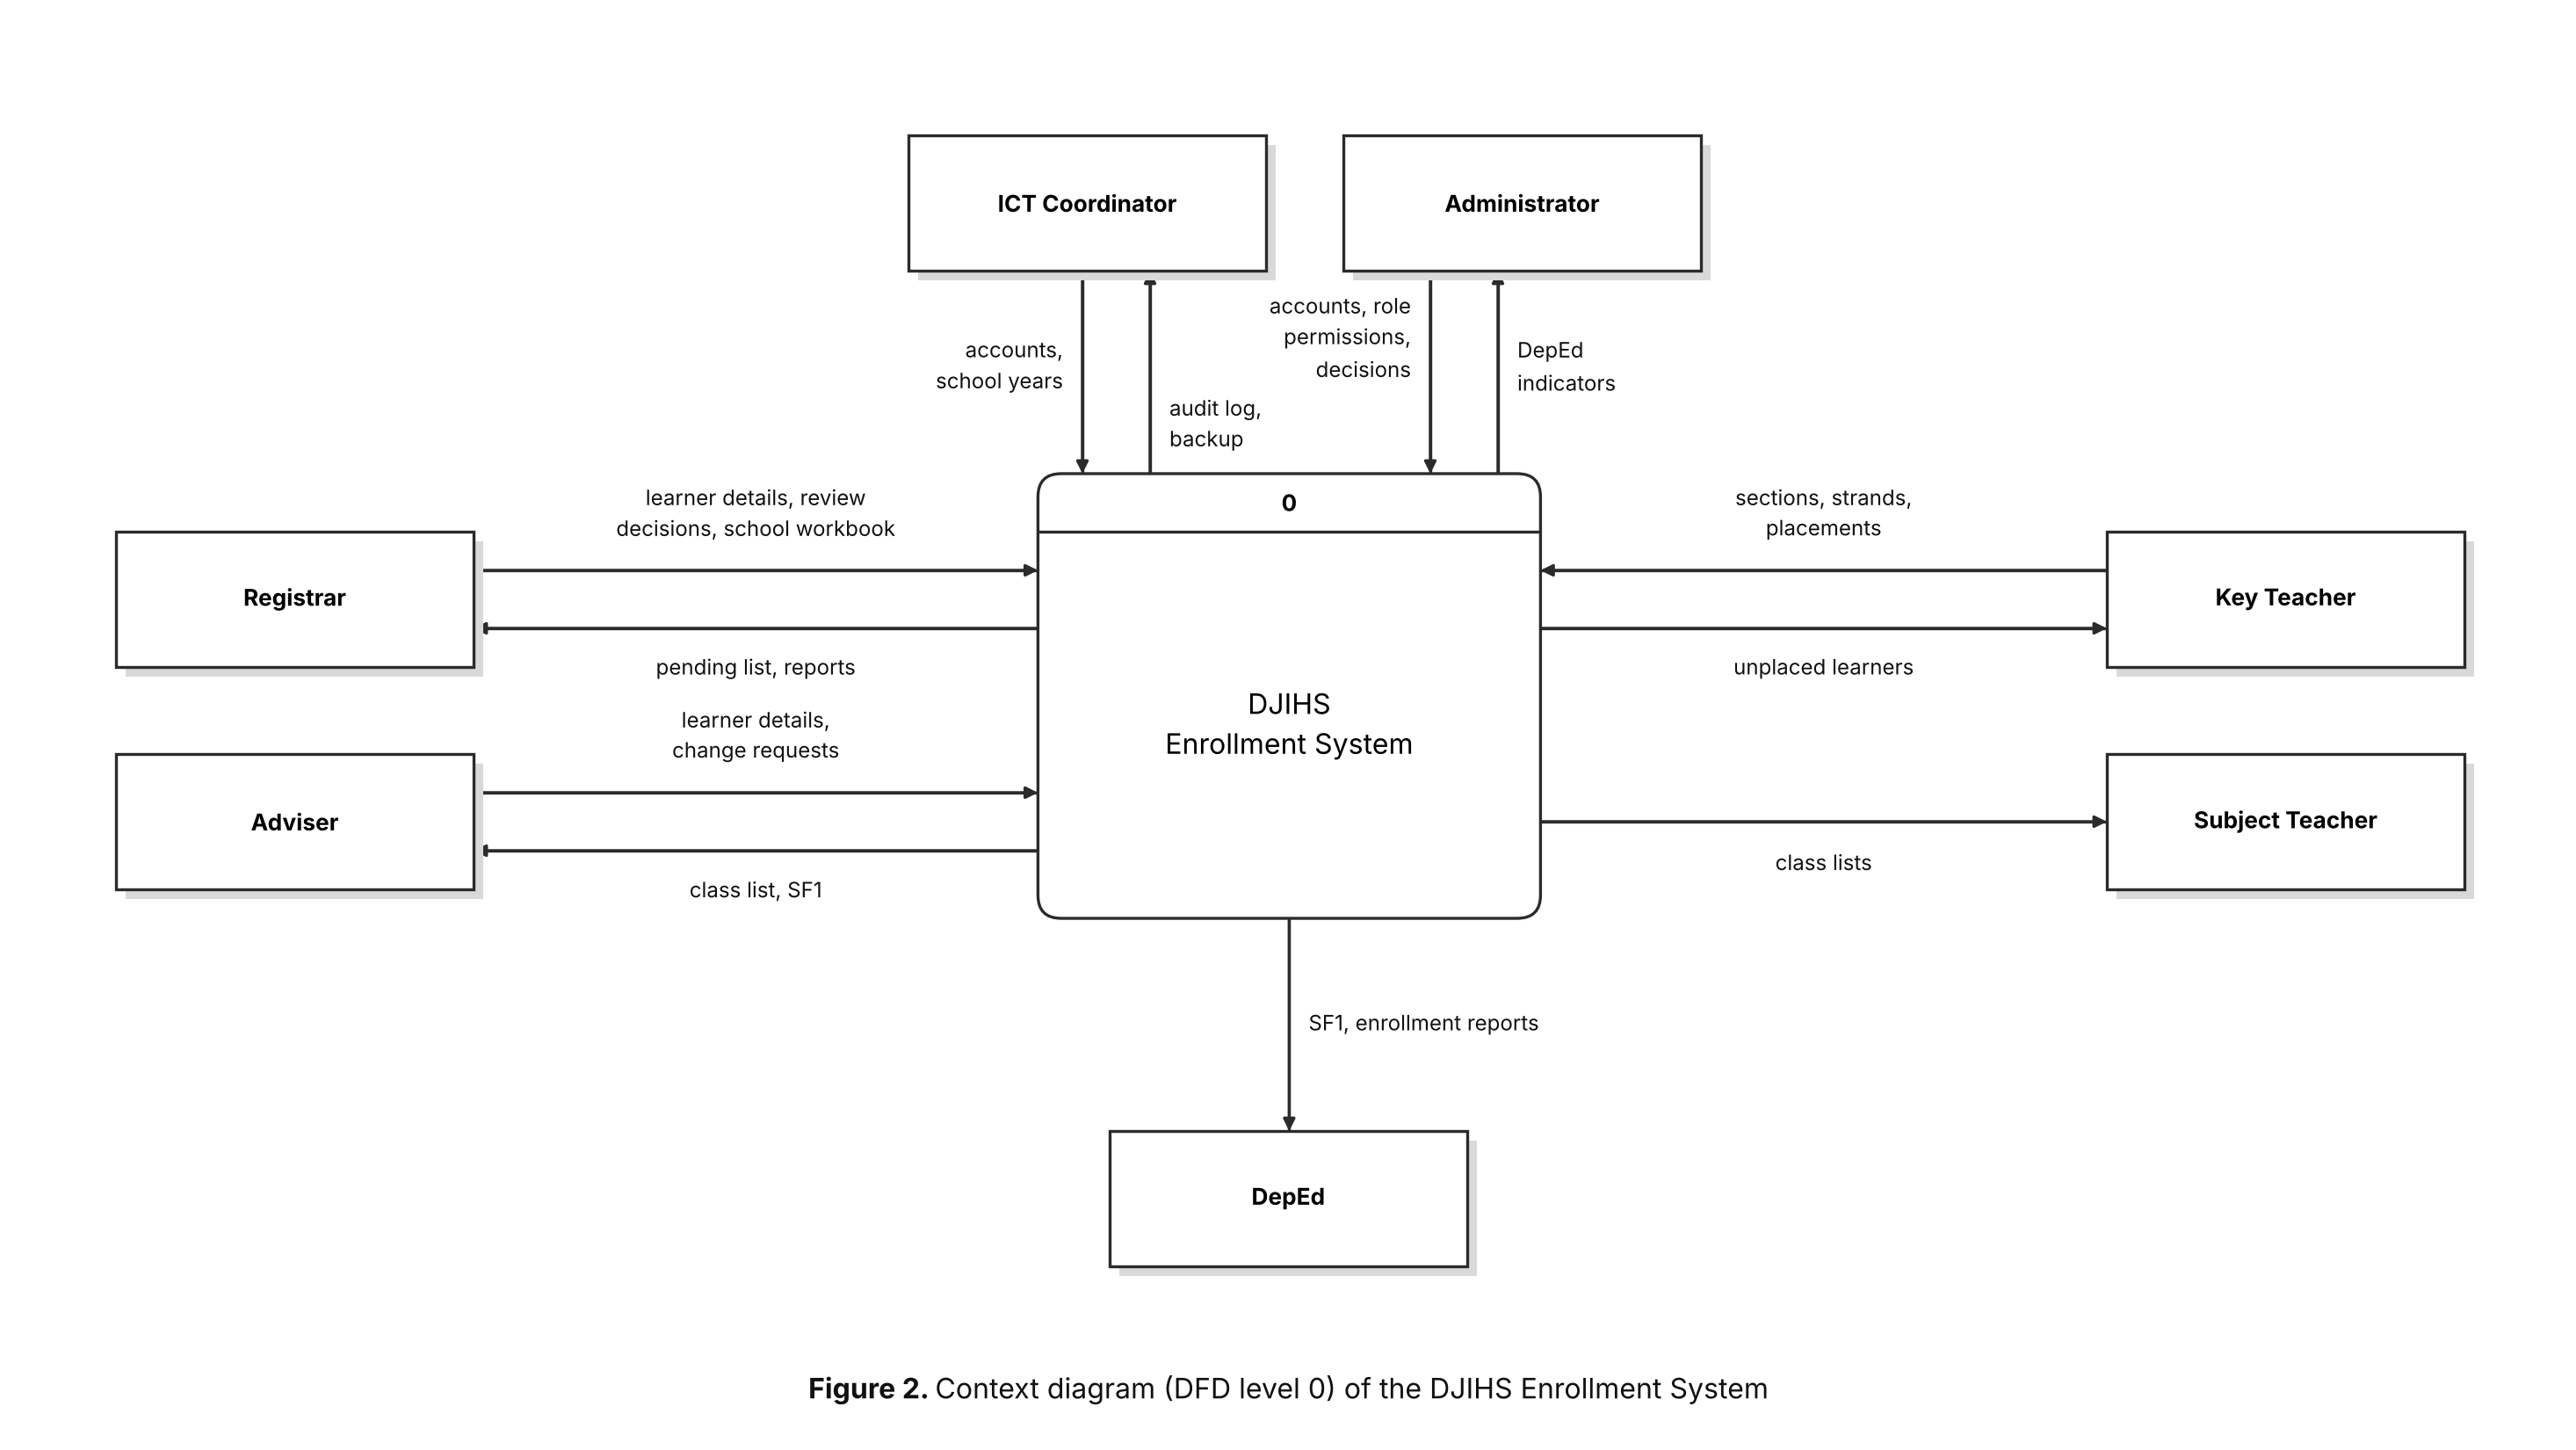 ICT Coordinator
Administrator
accounts,
school years
audit log,
backup
accounts, role
permissions,
decisions
DepEd
indicators
learner details, review
decisions, school workbook
0
sections, strands,
placements
Registrar
Key Teacher
pending list, reports
unplaced learners
DJIHS
Enrollment System
learner details,
change requests
Adviser
Subject Teacher
class list, SF1
class lists
SF1, enrollment reports
DepEd
Figure 2. Context diagram (DFD level 0) of the DJIHS Enrollment System